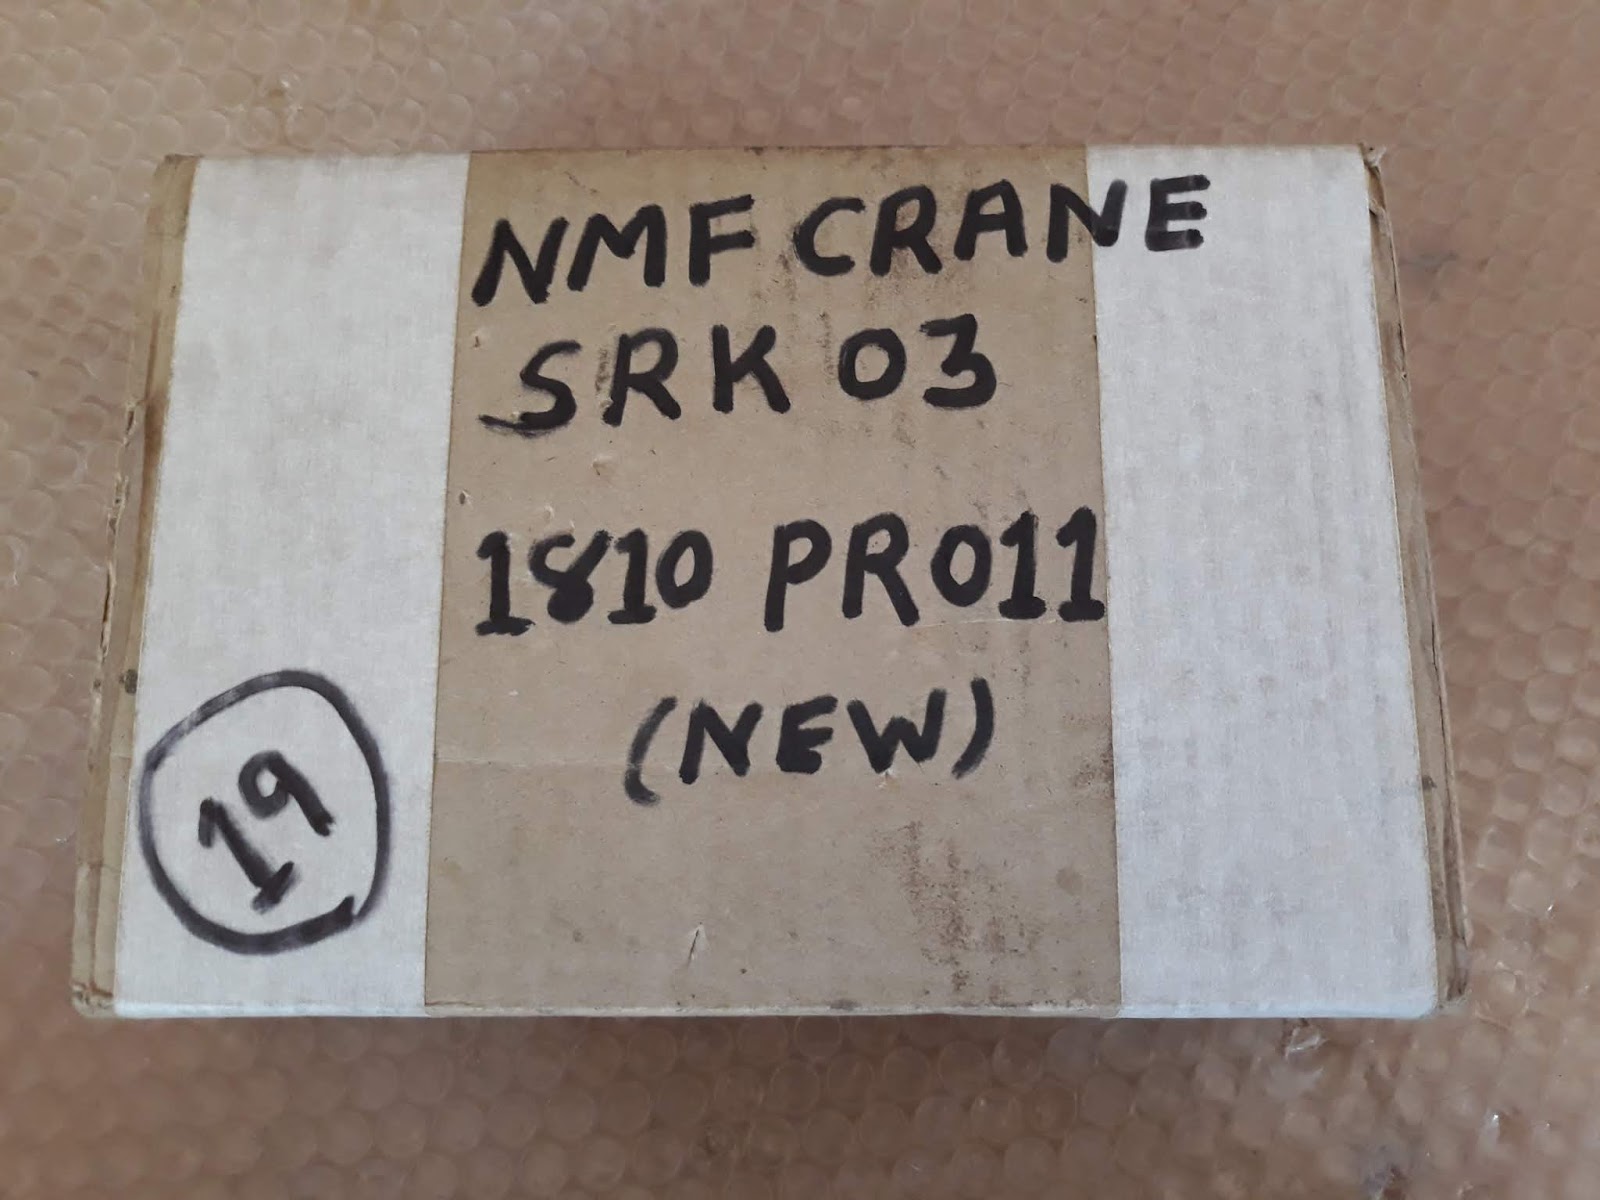 NMF CRANE
SRK 03
1810 PR011
(NEW)
19